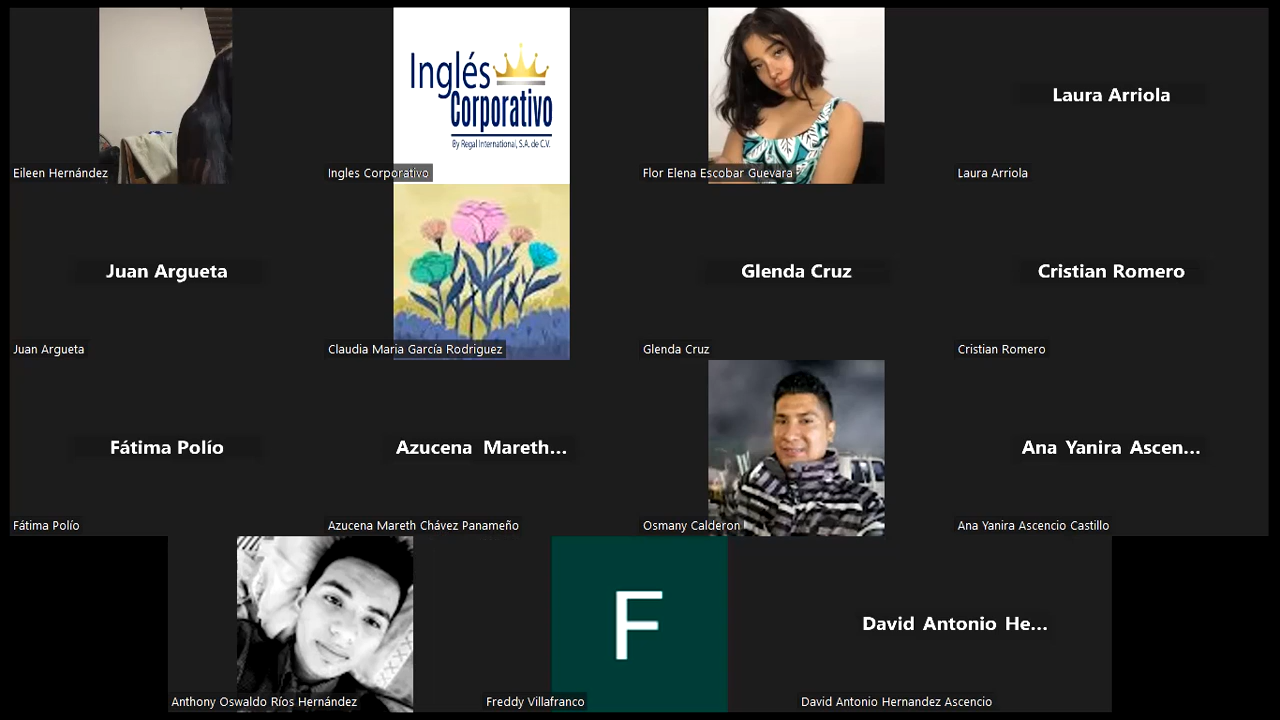 Inglés
Corporativo
By Regal International, S.A. de C.V.
Laura Arriola
Eileen Hernández
Ingles Corporativo
Flor Elena Escobar Guevara
Laura Arriola
Juan Argueta
Glenda Cruz
Cristian Romero
Juan Argueta
Claudia Maria García Rodriguez
Glenda Cruz
Cristian Romero
Fátima Polío
Azucena Mareth...
Ana Yanira Ascen...
Fátima Polío
Azucena Mareth Chávez Panameño
Osmany Calderon
Ana Yanira Ascencio Castillo
F
David Antonio He...
Anthony Oswaldo Ríos Hernández
Freddy Villafranco
David Antonio Hernandez Ascencio